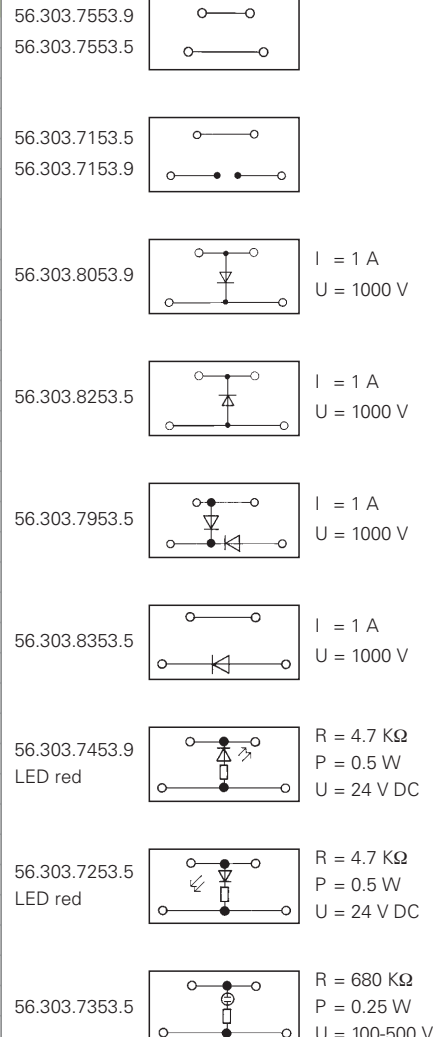 56.303.7553.9
56.303.7553.5
56.303.7153.5
56.303.7153.9
56.303.8053.9
I = 1 A
U = 1000 V
56.303.8253.5
I = 1 A
U = 1000 V
56.303.7953.5
I = 1 A
U = 1000 V
56.303.8353.5
I = 1 A
U = 1000 V
56.303.7453.9
LED red
R = 4.7 KΩ
P = 0.5 W
U = 24 V DC
56.303.7253.5
LED red
R = 4.7 KΩ
P = 0.5 W
U = 24 V DC
56.303.7353.5
R = 680 KΩ
P = 0.25 W
U = 100-500 V